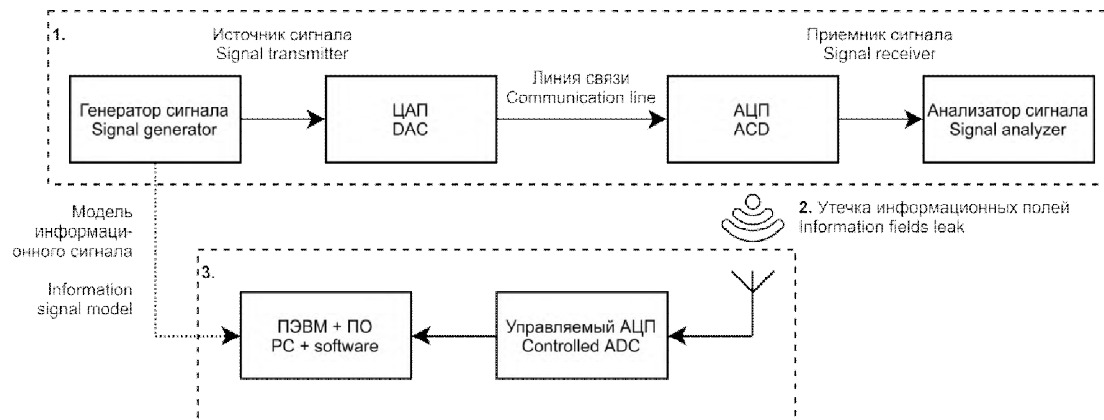 1.
Источник сигнала
Signal transmitter
Приемник сигнала
Signal receiver
Генератор сигнала
Signal generator
ЦАП
DAC
Линия связи
Communication line
АЦП
ACD
Анализатор сигнала
Signal analyzer
Модель
информаци-
онного сигнала
Information
signal model
2. Утечка информационных полей
Information fields leak
3.
ПЭВМ + ПО
PC + software
Управляемый АЦП
Controlled ADC